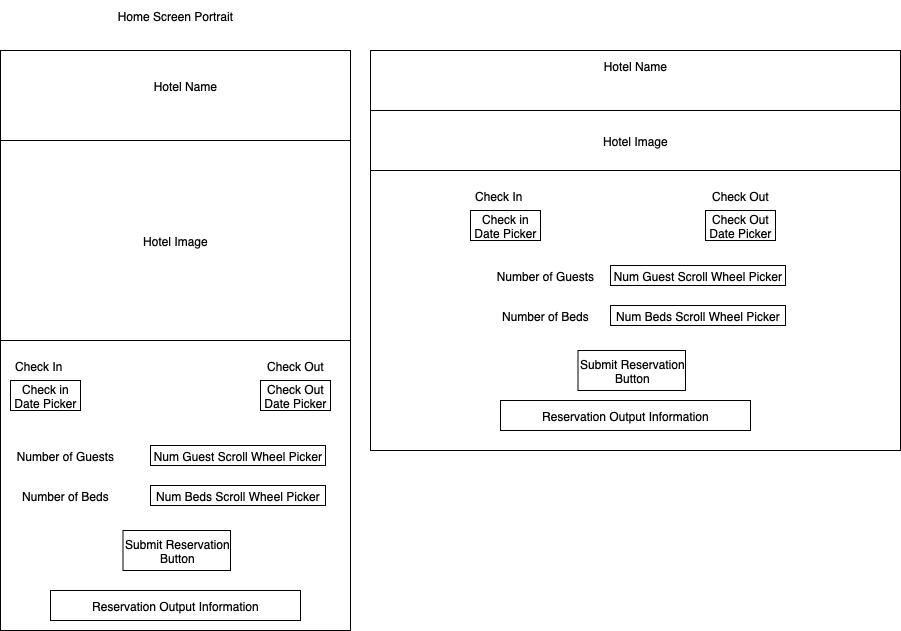 Home Screen Portrait
Hotel Name
Hotel Image
Check In
Check Out
Check in
Date Picker
Check Out
Date Picker
Number of Guests
Num Guest Scroll Wheel Picker
Number of Beds
Num Beds Scroll Wheel Picker
Submit Reservation
Button
Reservation Output Information
Hotel Name
Hotel Image
Check In
Check Out
Check in
Date Picker
Check Out
Date Picker
Number of Guests
Num Guest Scroll Wheel Picker
Number of Beds
Num Beds Scroll Wheel Picker
Submit Reservation
Button
Reservation Output Information